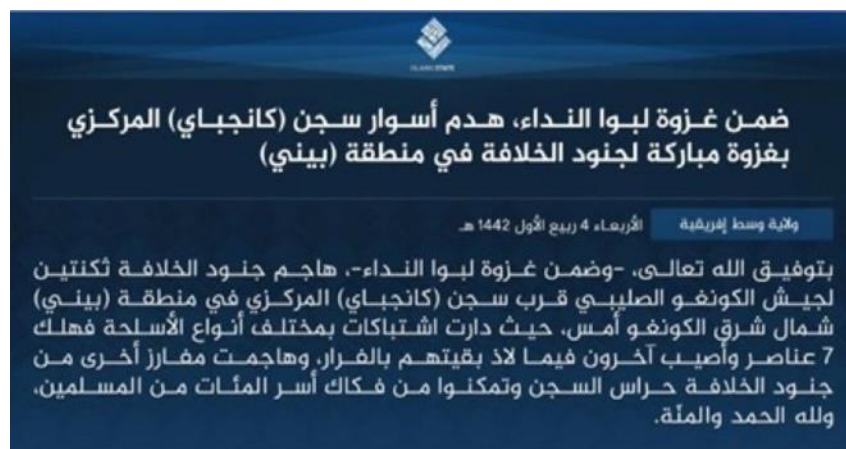 ISLAMIC STATE
ضمن غزوة لبوا النداء، هدم أسوار سجن (كانجباي) المركزي
بغزوة مباركة لجنود الخلافة في منطقة (بيني)
ولاية وسط إفريقية الأربعاء 4 ربيع الأول 1442 هـ
بتوفيق الله تعالى، -وضمن غزوة لبوا النداء-، هاجم جنود الخلافة ثكنتين
لجيش الكونغو الصليبي قرب سجن (كانجباي) المركزي في منطقة (بيني)
شمال شرق الكونغو أمس، حيث دارت اشتباكات بمختلف أنواع الأسلحة فهلك
7 عناصر وأصيب آخرون فيما لاذ بقيتهم بالفرار، وهاجمت مفارز أخرى من
جنود الخلافة حراس السجن وتمكنوا من فكاك أسر المئات من المسلمين،
ولله الحمد والمنّة.